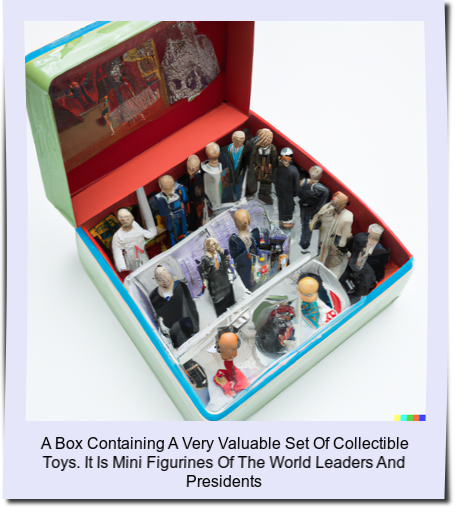 A Box Containing A Very Valuable Set Of Collectible
Toys. It Is Mini Figurines Of The World Leaders And
Presidents